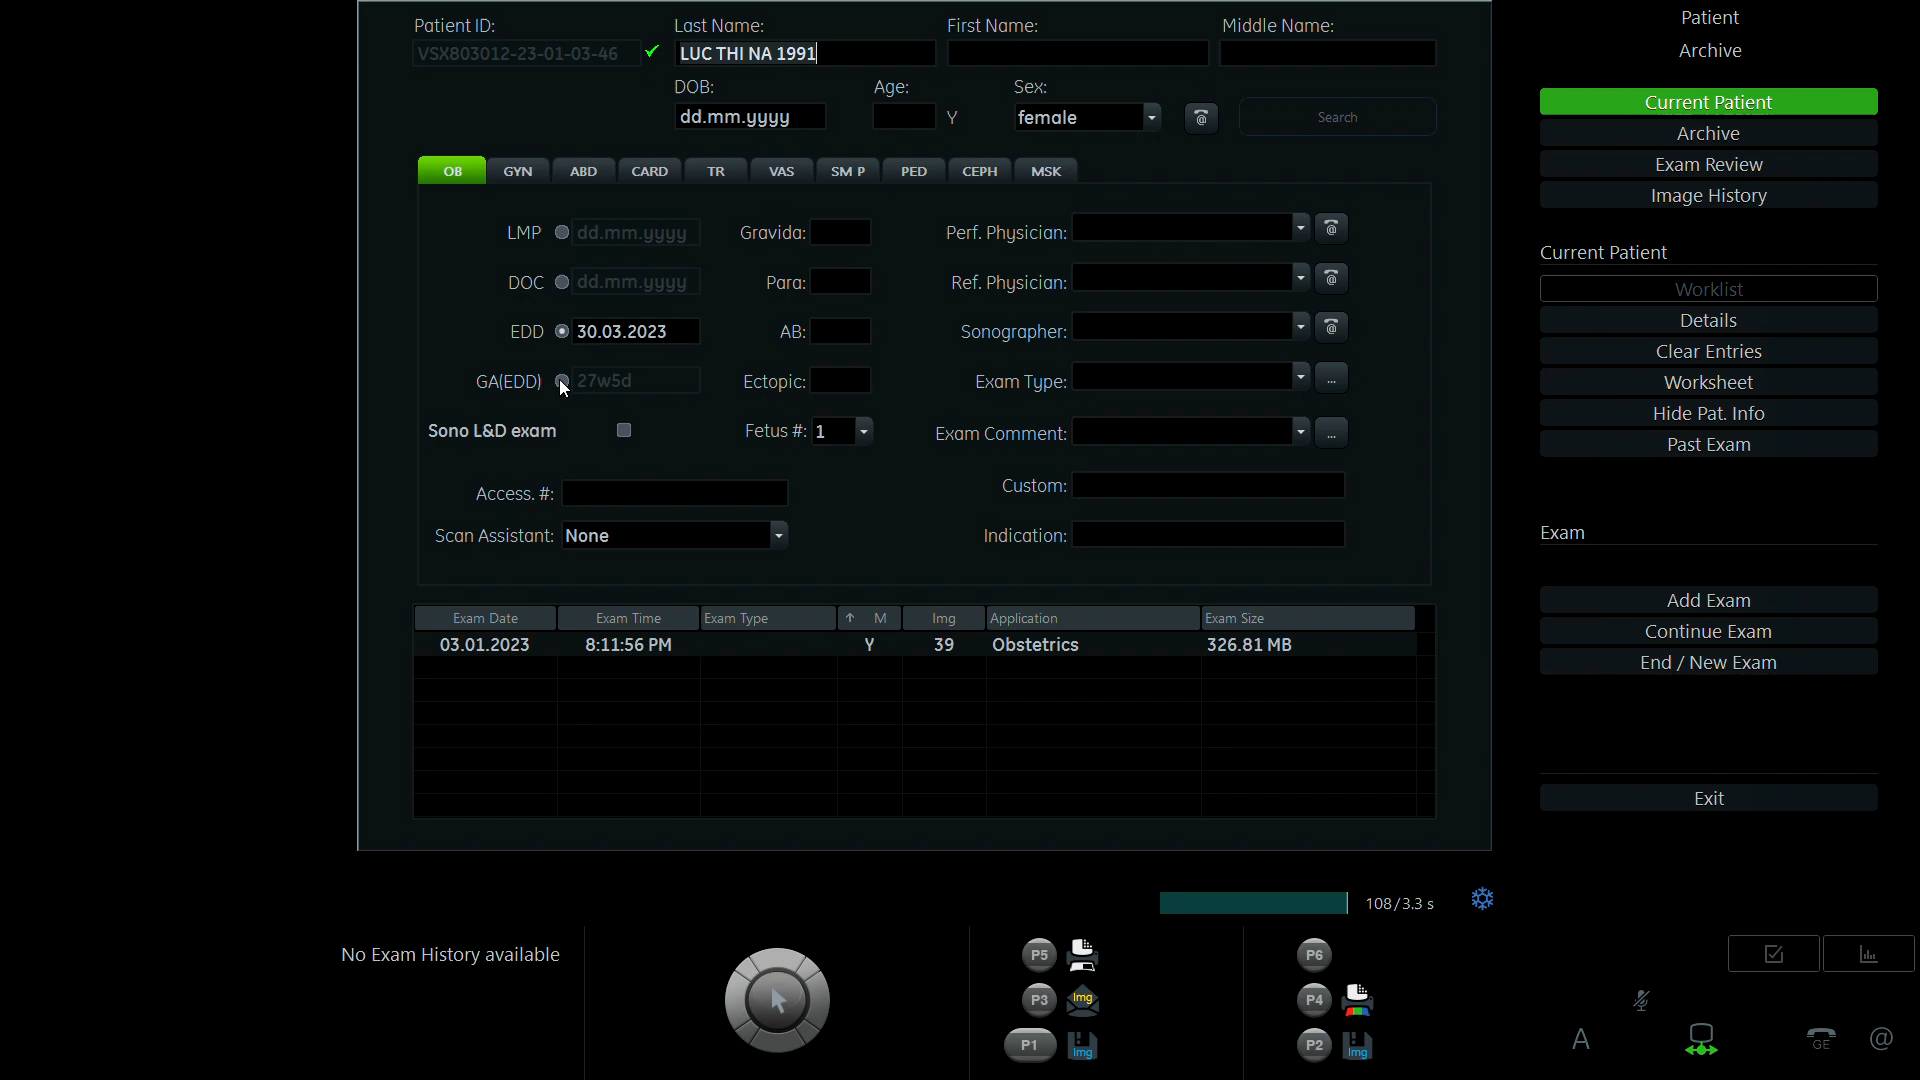 Patient ID:
Last Name:
First Name:
Middle Name:
VSX803012-23-01-03-46
LUC THI NA 1991
DOB:
Age:
Sex:
dd.mm.yyyy
Y
female
@
Search
OB
GYN
ABD
CARD
TR
VAS
SM P
PED
CEPH
MSK
LMP
dd.mm.yyyy
Gravida:
Perf. Physician:
@
DOC
dd.mm.yyyy
Para:
Ref. Physician:
@
EDD
30.03.2023
AB:
Sonographer:
@
GA(EDD)
27w5d
Ectopic:
Exam Type:
...
Sono L&D exam
Fetus #:
1
Exam Comment:
...
Access. #:
Custom:
Scan Assistant:
None
Indication:
Exam Date
Exam Time
Exam Type
↑ M
Img
Application
Exam Size
03.01.2023
8:11:56 PM
Y
39
Obstetrics
326.81 MB
Patient
Archive
Current Patient
Archive
Exam Review
Image History
Current Patient
Worklist
Details
Clear Entries
Worksheet
Hide Pat. Info
Past Exam
Exam
Add Exam
Continue Exam
End / New Exam
Exit
108/3.3 s
No Exam History available
P5
P3
Img
P1
Img
P6
P4
P2
Img
A
GE
@